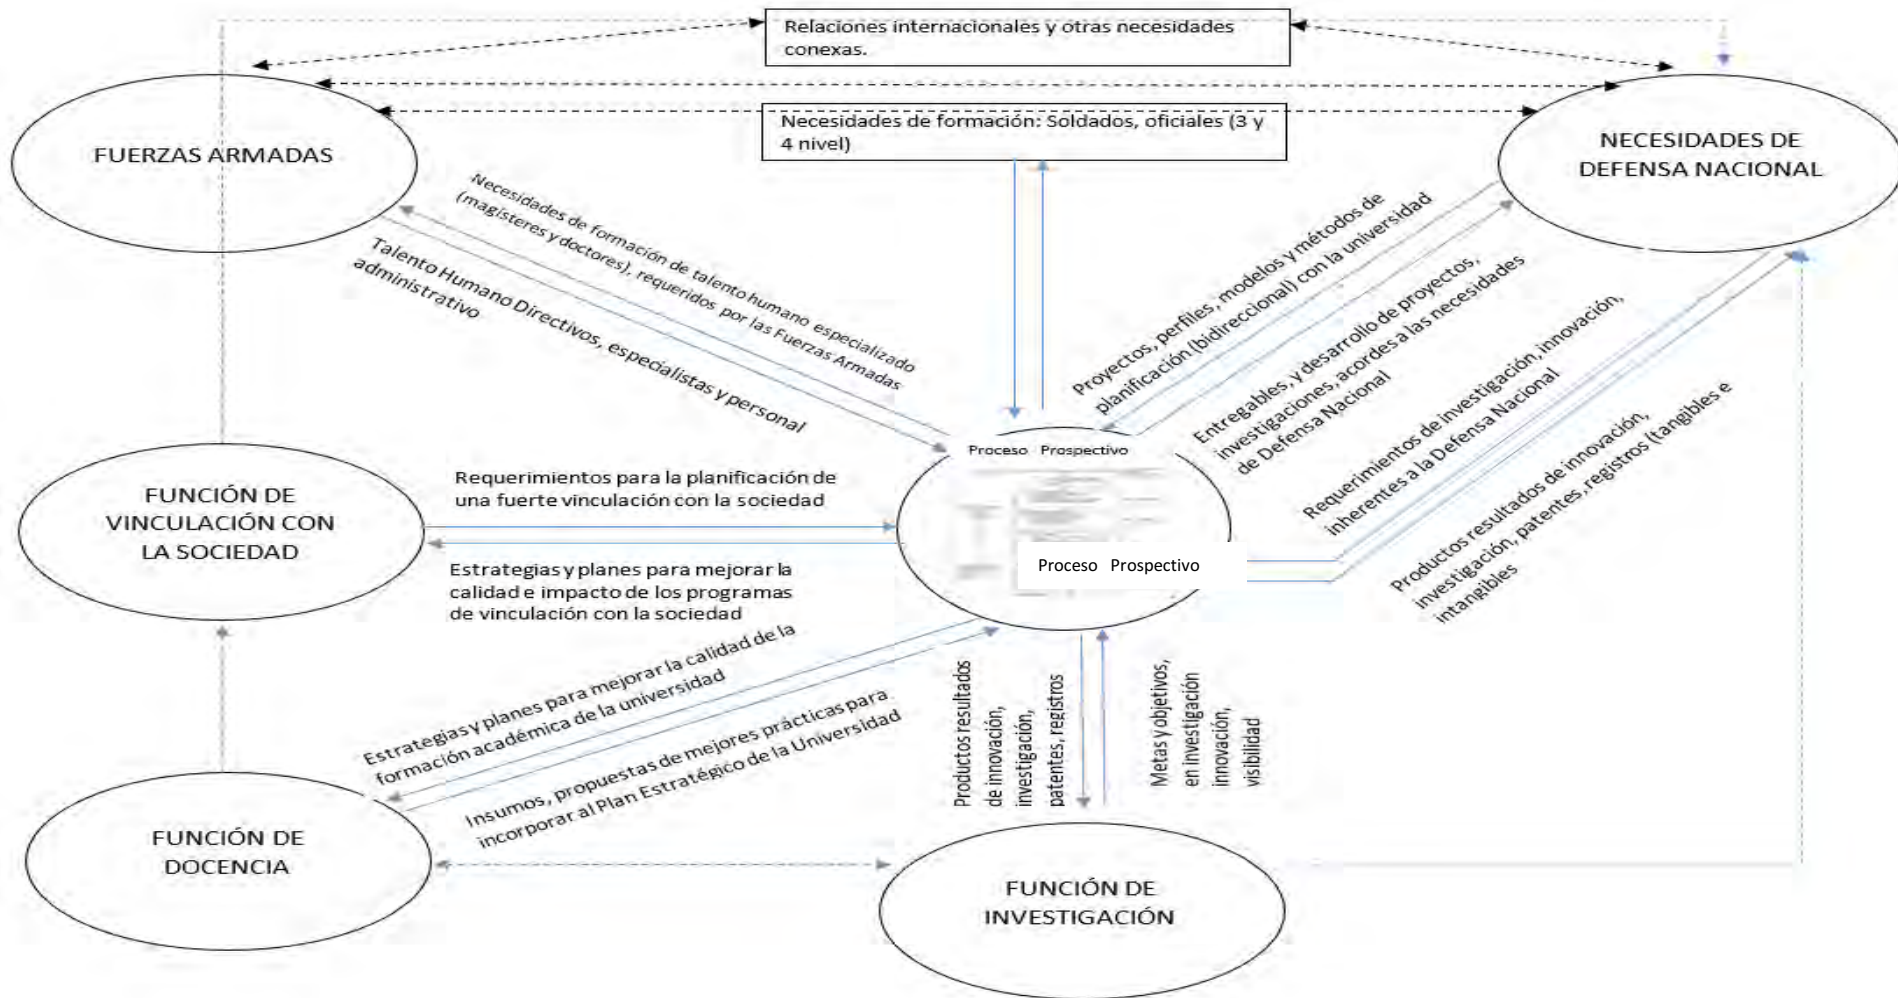 Relaciones internacionales y otras necesidades
conexas.
Necesidades de formación: Soldados, oficiales (3 y
4 nivel)
FUERZAS ARMADAS
NECESIDADES DE
DEFENSA NACIONAL
Necesidades de formación de talento humano especializado
(magísteres y doctores), requeridos por las Fuerzas Armadas
Talento Humano Directivos, especialistas y personal
administrativo
Proyectos, perfiles, modelos y métodos de
planificación (bidireccional) con la universidad
Entregables, y desarrollo de proyectos,
investigaciones, acordes a las necesidades
de Defensa Nacional
Requerimientos de investigación, innovación,
inherentes a la Defensa Nacional
Productos resultados de innovación,
investigación, patentes, registros (tangibles e
intangibles
Proceso Prospectivo
Proceso Prospectivo
FUNCIÓN DE
VINCULACIÓN CON
LA SOCIEDAD
Requerimientos para la planificación de
una fuerte vinculación con la sociedad
Estrategias y planes para mejorar la
calidad e impacto de los programas
de vinculación con la sociedad
Estrategias y planes para mejorar la calidad de la
formación académica de la universidad
Insumos, propuestas de mejores prácticas para
incorporar al Plan Estratégico de la Universidad
Productos resultados
de innovación,
investigación,
patentes, registros
Metas y objetivos,
en investigación
innovación,
visibilidad
FUNCIÓN DE
DOCENCIA
FUNCIÓN DE
INVESTIGACIÓN